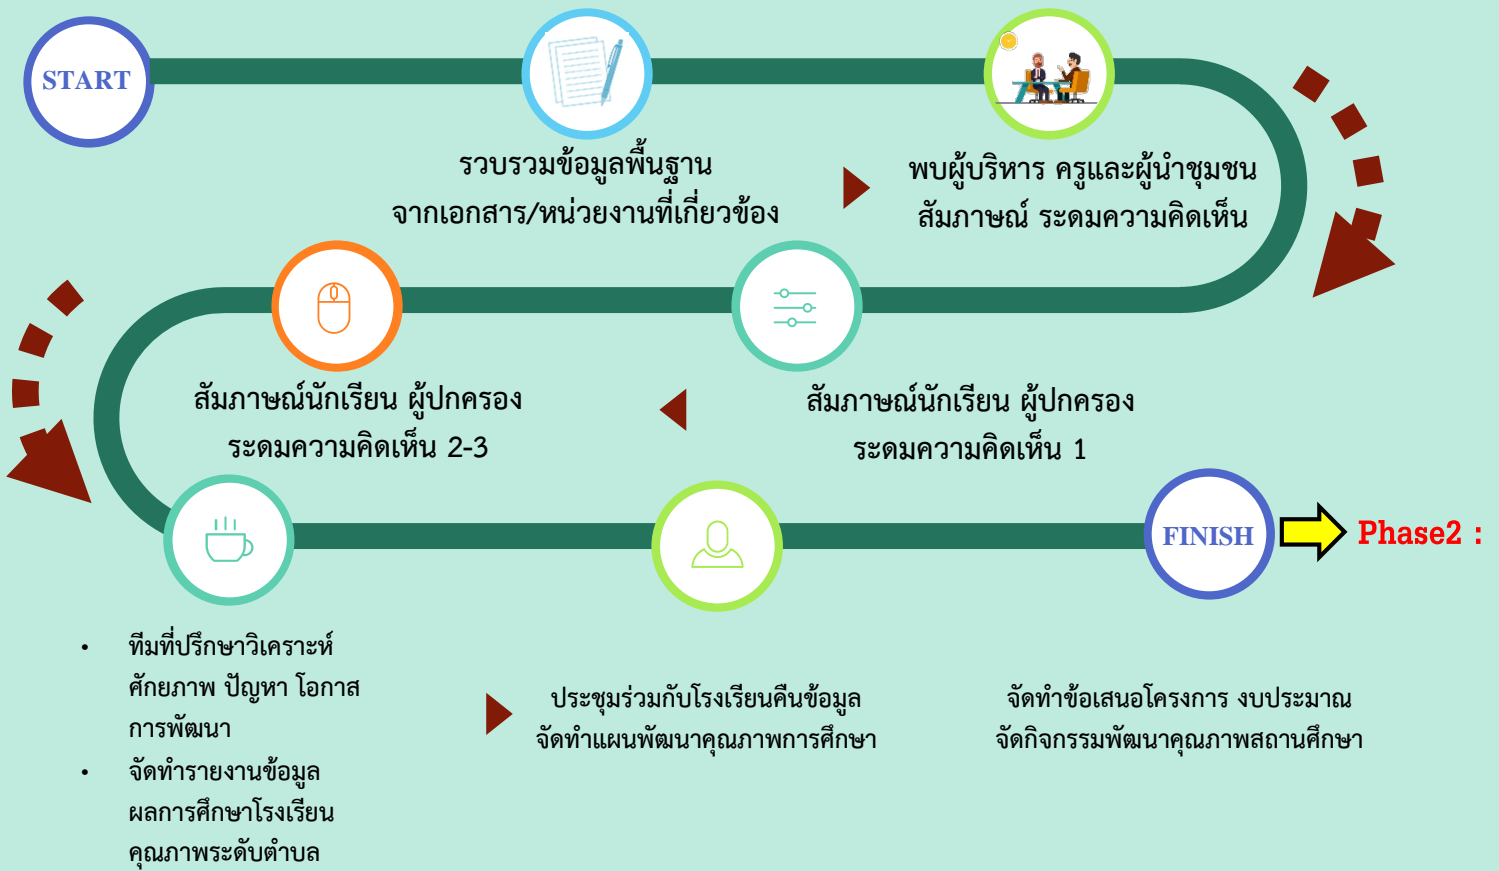 START
รวบรวมข้อมูลพื้นฐาน
จากเอกสาร/หน่วยงานที่เกี่ยวข้อง
พบผู้บริหาร ครูและผู้นำชุมชน
สัมภาษณ์ ระดมความคิดเห็น
สัมภาษณ์นักเรียน ผู้ปกครอง
ระดมความคิดเห็น 1
สัมภาษณ์นักเรียน ผู้ปกครอง
ระดมความคิดเห็น 2-3
• ทีมที่ปรึกษาวิเคราะห์
ศักยภาพ ปัญหา โอกาส
การพัฒนา
• จัดทำรายงานข้อมูล
ผลการศึกษาโรงเรียน
คุณภาพระดับตำบล
ประชุมร่วมกับโรงเรียนคืนข้อมูล
จัดทำแผนพัฒนาคุณภาพการศึกษา
FINISH
จัดทำข้อเสนอโครงการ งบประมาณ
จัดกิจกรรมพัฒนาคุณภาพสถานศึกษา
Phase2 :